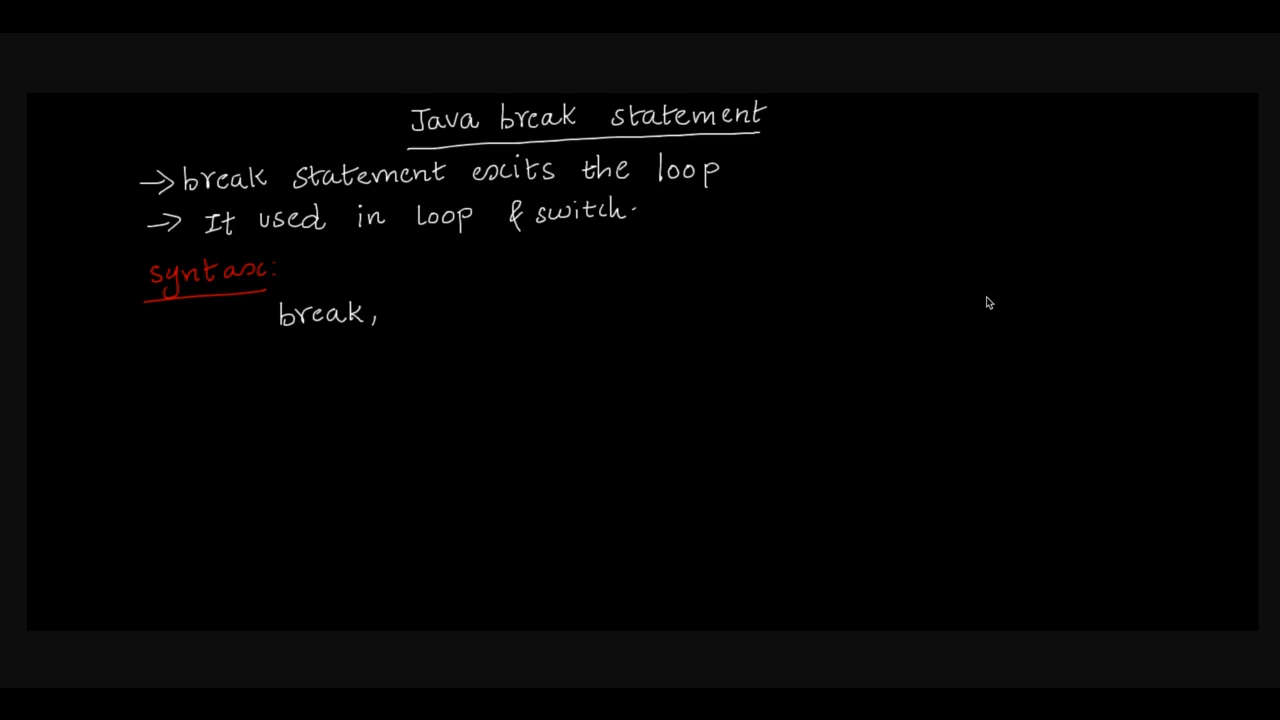 Java break statement
→ break statement exits the loop
→ It used in loop & switch.
Syntax:
break,